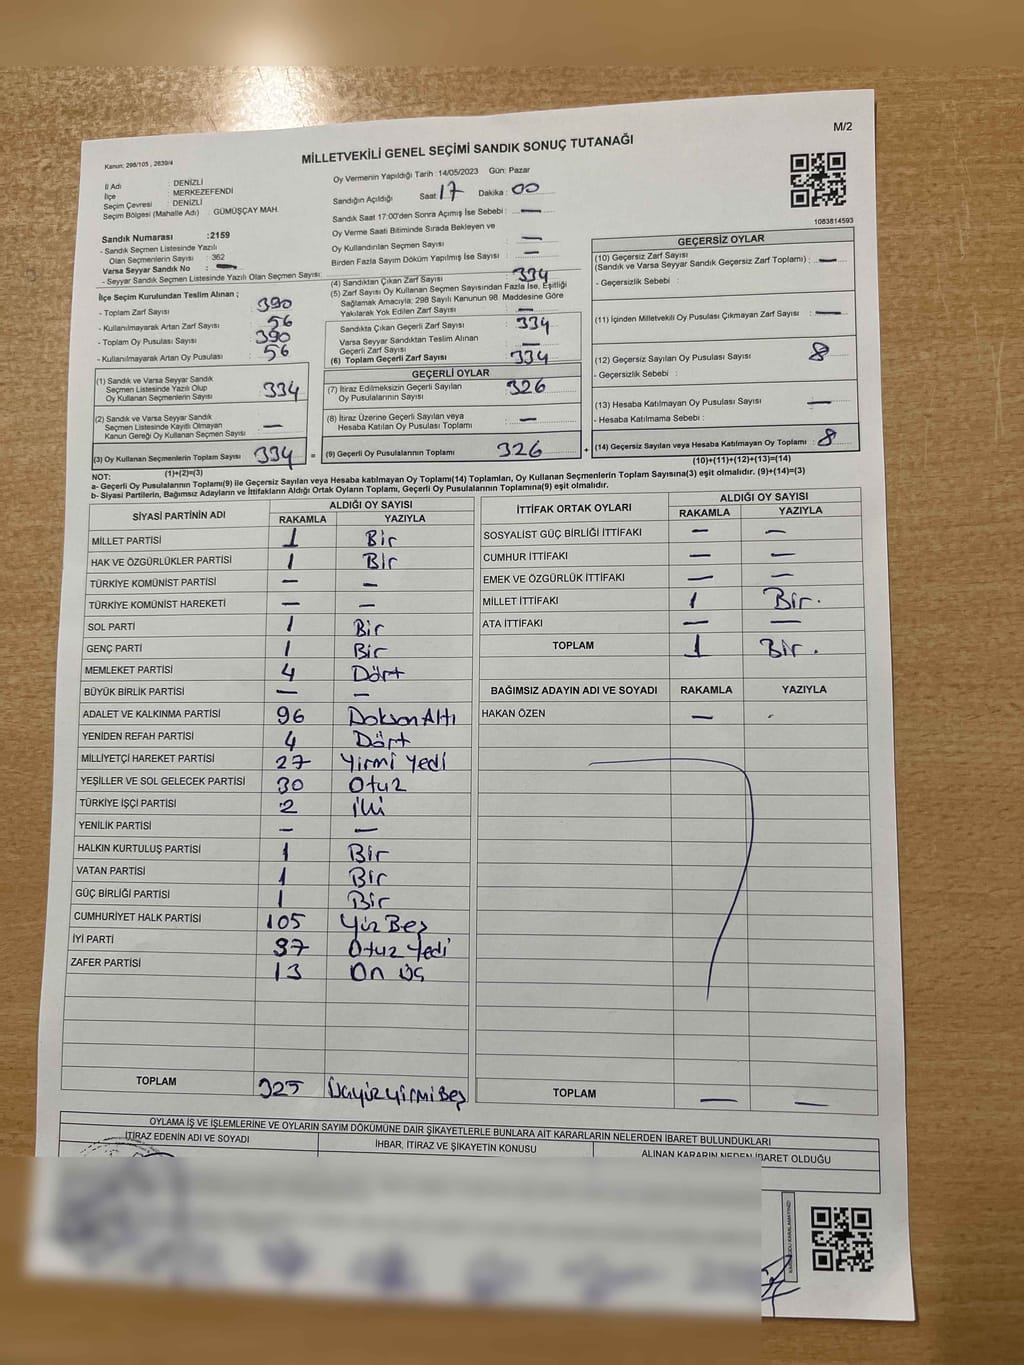 M/2
Kanun: 298/105 , 2839/4
MİLLETVEKİLİ GENEL SEÇİMİ SANDIK SONUÇ TUTANAĞI
İl Adı : DENİZLİ
İlçe : MERKEZEFENDİ
Seçim Çevresi : DENİZLİ
Seçim Bölgesi (Mahalle Adı) : GÜMÜŞÇAY MAH.
Sandık Numarası :2159
- Sandık Seçmen Listesinde Yazılı
Olan Seçmenlerin Sayısı : 362
Varsa Seyyar Sandık No : —
- Seyyar Sandık Seçmen Listesinde Yazılı Olan Seçmen Sayısı:
İlçe Seçim Kurulundan Teslim Alınan ;
- Toplam Zarf Sayısı : 390
- Kullanılmayarak Artan Zarf Sayısı : 56
- Toplam Oy Pusulası Sayısı : 390
- Kullanılmayarak Artan Oy Pusulası : 56
(1) Sandık ve Varsa Seyyar Sandık
Seçmen Listesinde Yazılı Olup
Oy Kullanan Seçmenlerin Sayısı : 334
(2) Sandık ve Varsa Seyyar Sandık
Seçmen Listesinde Kayıtlı Olmayan
Kanun Gereği Oy Kullanan Seçmen Sayısı : —
(3) Oy Kullanan Seçmenlerin Toplam Sayısı : 334 =
(1)+(2)=(3)
Oy Vermenin Yapıldığı Tarih :14/05/2023 Gün: Pazar
Sandığın Açıldığı Saat : 17 Dakika : 00
Sandık Saat 17:00'den Sonra Açımış İse Sebebi : —
Oy Verme Saati Bitiminde Sırada Bekleyen ve
Oy Kullandırılan Seçmen Sayısı : —
Birden Fazla Sayım Döküm Yapılmış İse Sayısı : —
(4) Sandıktan Çıkan Zarf Sayısı : 334
(5) Zarf Sayısı Oy Kullanan Seçmen Sayısından Fazla İse, Eşitliği
Sağlamak Amacıyla; 298 Sayılı Kanunun 98. Maddesine Göre
Yakılarak Yok Edilen Zarf Sayısı : —
Sandıkta Çıkan Geçerli Zarf Sayısı : 334
Varsa Seyyar Sandıktan Teslim Alınan
Geçerli Zarf Sayısı : —
(6) Toplam Geçerli Zarf Sayısı : 334
GEÇERLİ OYLAR
(7) İtiraz Edilmeksizin Geçerli Sayılan
Oy Pusulalarının Sayısı : 326
(8) İtiraz Üzerine Geçerli Sayılan veya
Hesaba Katılan Oy Pusulası Toplamı : —
(9) Geçerli Oy Pusulalarının Toplamı : 326 +
1083814593
GEÇERSİZ OYLAR
(10) Geçersiz Zarf Sayısı
(Sandık ve Varsa Seyyar Sandık Geçersiz Zarf Toplamı) : —
- Geçersizlik Sebebi :
(11) İçinden Milletvekili Oy Pusulası Çıkmayan Zarf Sayısı : —
(12) Geçersiz Sayılan Oy Pusulası Sayısı : 8
- Geçersizlik Sebebi :
(13) Hesaba Katılmayan Oy Pusulası Sayısı : —
- Hesaba Katılmama Sebebi :
(14) Geçersiz Sayılan veya Hesaba Katılmayan Oy Toplamı : 8
(10)+(11)+(12)+(13)=(14)
NOT:
a- Geçerli Oy Pusulalarının Toplamı(9) ile Geçersiz Sayılan veya Hesaba katılmayan Oy Toplamı(14) Toplamları, Oy Kullanan Seçmenlerin Toplam Sayısına(3) eşit olmalıdır. (9)+(14)=(3)
b- Siyasi Partilerin, Bağımsız Adayların ve İttifakların Aldığı Ortak Oyların Toplamı, Geçerli Oy Pusulalarının Toplamına(9) eşit olmalıdır.
SİYASİ PARTİNİN ADI ALDIĞI OY SAYISI
RAKAMLA YAZIYLA
MİLLET PARTİSİ 1 Bir
HAK VE ÖZGÜRLÜKLER PARTİSİ 1 Bir
TÜRKİYE KOMÜNİST PARTİSİ — —
TÜRKİYE KOMÜNİST HAREKETİ — —
SOL PARTİ 1 Bir
GENÇ PARTİ 1 Bir
MEMLEKET PARTİSİ 4 Dört
BÜYÜK BİRLİK PARTİSİ — —
ADALET VE KALKINMA PARTİSİ 96 Doksan Altı
YENİDEN REFAH PARTİSİ 4 Dört
MİLLİYETÇİ HAREKET PARTİSİ 27 Yirmi Yedi
YEŞİLLER VE SOL GELECEK PARTİSİ 30 Otuz
TÜRKİYE İŞÇİ PARTİSİ 2 İki
YENİLİK PARTİSİ — —
HALKIN KURTULUŞ PARTİSİ 1 Bir
VATAN PARTİSİ 1 Bir
GÜÇ BİRLİĞİ PARTİSİ 1 Bir
CUMHURİYET HALK PARTİSİ 105 Yüz Beş
İYİ PARTİ 37 Otuz Yedi
ZAFER PARTİSİ 13 On Üç
TOPLAM 325 Üçyüz yirmi Beş
İTTİFAK ORTAK OYLARI ALDIĞI OY SAYISI
RAKAMLA YAZIYLA
SOSYALİST GÜÇ BİRLİĞİ İTTİFAKI — —
CUMHUR İTTİFAKI — —
EMEK VE ÖZGÜRLÜK İTTİFAKI — —
MİLLET İTTİFAKI 1 Bir.
ATA İTTİFAKI — —
TOPLAM 1 Bir.
BAĞIMSIZ ADAYIN ADI VE SOYADI RAKAMLA YAZIYLA
HAKAN ÖZEN — -
TOPLAM — —
OYLAMA İŞ VE İŞLEMLERİNE VE OYLARIN SAYIM DÖKÜMÜNE DAİR ŞİKAYETLERLE BUNLARA AİT KARARLARIN NELERDEN İBARET BULUNDUKLARI
İTİRAZ EDENİN ADI VE SOYADI İHBAR, İTİRAZ VE ŞİKAYETİN KONUSU ALINAN KARARIN NEDEN İBARET OLDUĞU
KAREKODU KARALAMAYINIZ!